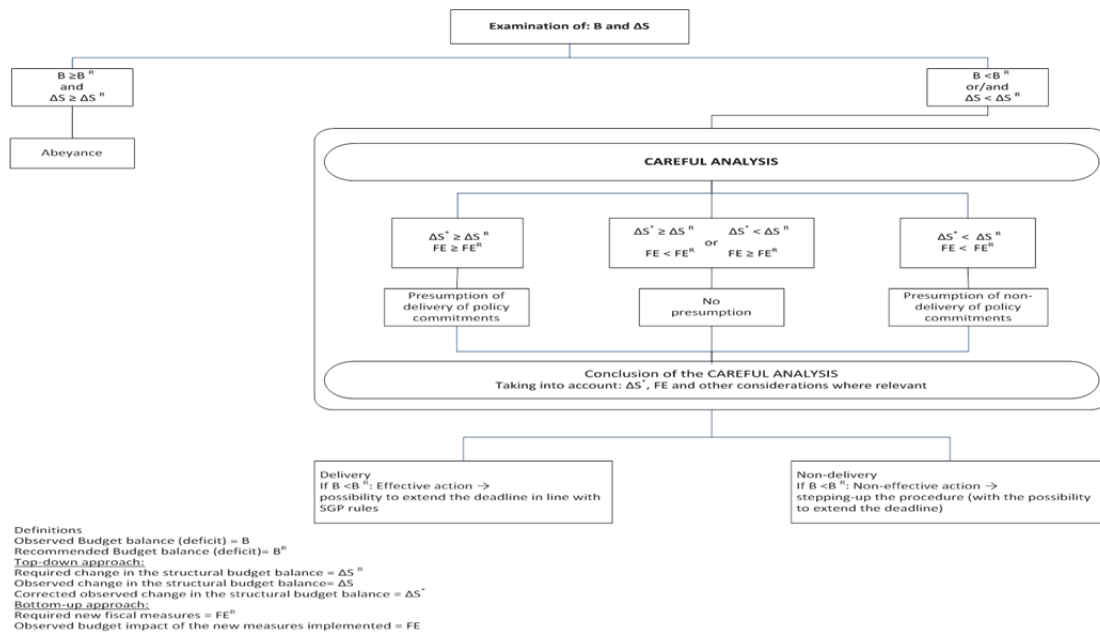 Examination of: B and ΔS
B ≥B ᴿ
and
ΔS ≥ ΔS ᴿ
B <B ᴿ
or/and
ΔS < ΔS ᴿ
Abeyance
CAREFUL ANALYSIS
ΔS* ≥ ΔS ᴿ
FE ≥ FEᴿ
ΔS* ≥ ΔS ᴿ or ΔS* < ΔS ᴿ
FE < FEᴿ FE ≥ FEᴿ
ΔS* < ΔS ᴿ
FE < FEᴿ
Presumption of
delivery of policy
commitments
No
presumption
Presumption of non-
delivery of policy
commitments
Conclusion of the CAREFUL ANALYSIS
Taking into account: ΔS*, FE and other considerations where relevant
Delivery
If B <B ᴿ: Effective action →
possibility to extend the deadline in line with
SGP rules
Non-delivery
If B <B ᴿ: Non-effective action →
stepping-up the procedure (with the possibility
to extend the deadline)
Definitions
Observed Budget balance (deficit) = B
Recommended Budget balance (deficit)= Bᴿ
Top-down approach:
Required change in the structural budget balance = ΔS ᴿ
Observed change in the structural budget balance= ΔS
Corrected observed change in the structural budget balance = ΔS*
Bottom-up approach:
Required new fiscal measures = FEᴿ
Observed budget impact of the new measures implemented = FE